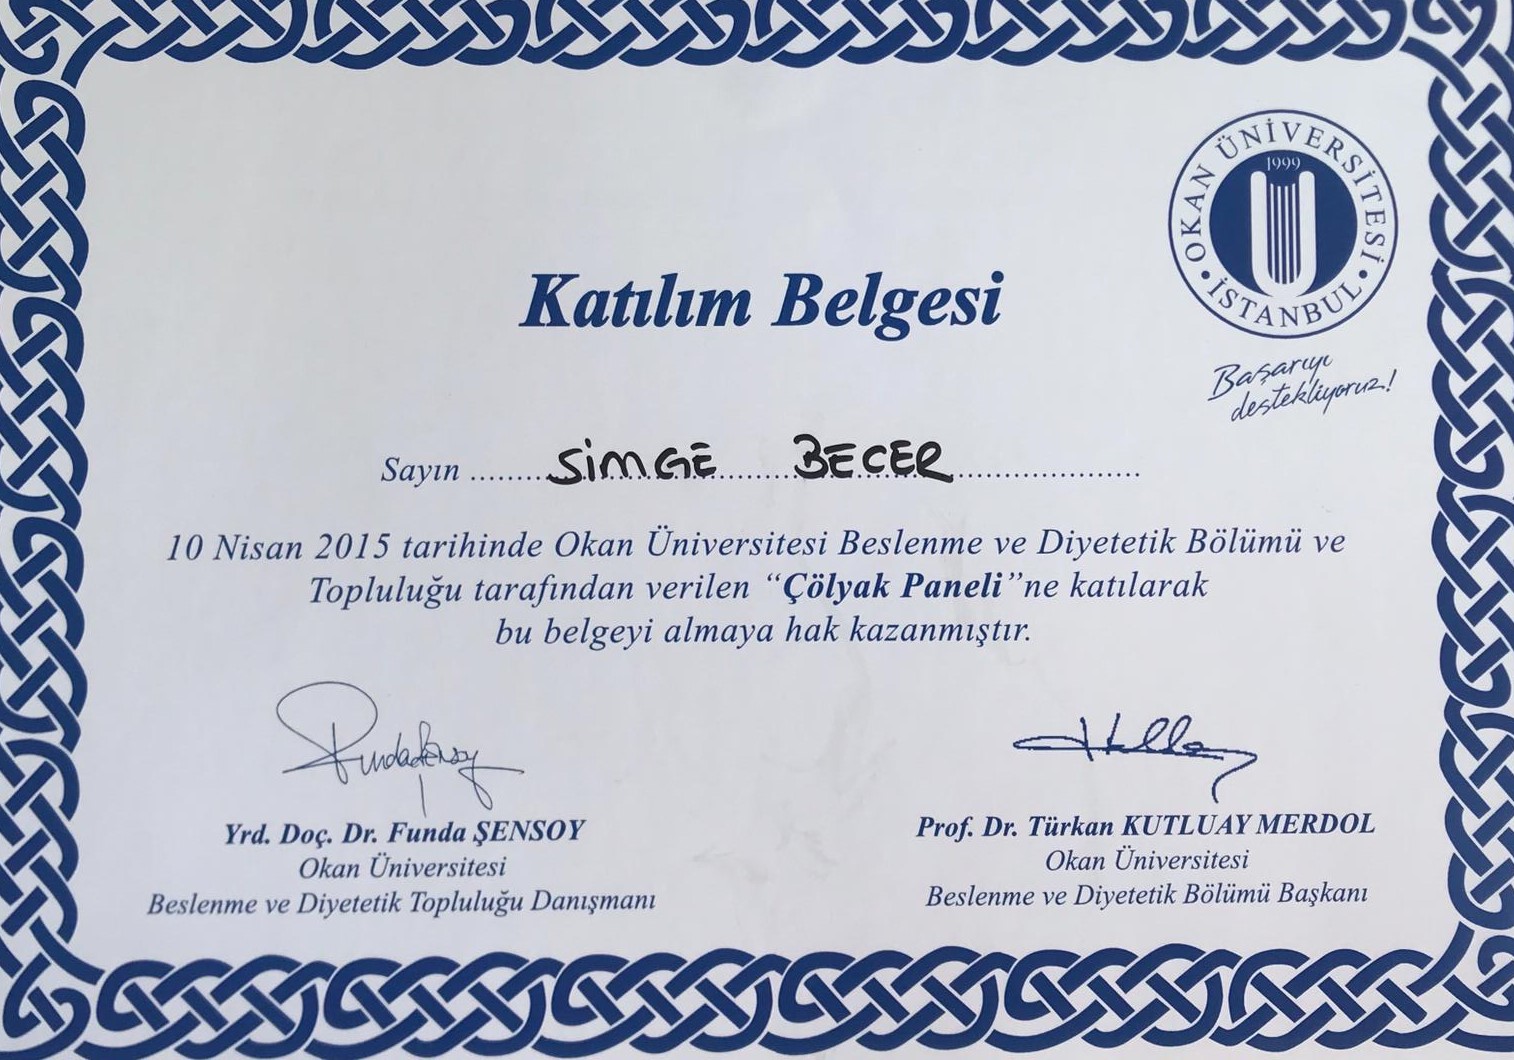 OKAN ÜNİVERSİTESİ
1999
İSTANBUL
Başarıyı
destekliyoruz!
Katılım Belgesi
Sayın ........SİMGE.....BECER........................
10 Nisan 2015 tarihinde Okan Üniversitesi Beslenme ve Diyetetik Bölümü ve
Topluluğu tarafından verilen “Çölyak Paneli”ne katılarak
bu belgeyi almaya hak kazanmıştır.
Yrd. Doç. Dr. Funda ŞENSOY
Okan Üniversitesi
Beslenme ve Diyetetik Topluluğu Danışmanı
Prof. Dr. Türkan KUTLUAY MERDOL
Okan Üniversitesi
Beslenme ve Diyetetik Bölümü Başkanı